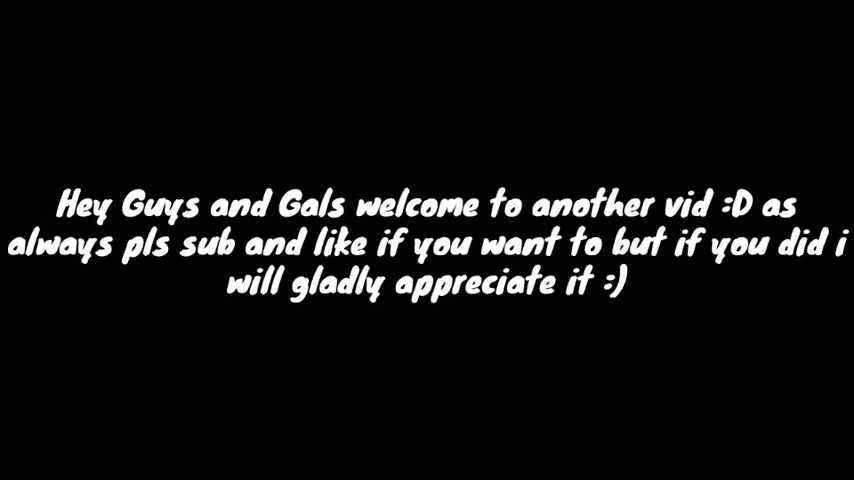 Hey Guys and Gals welcome to another vid :D as
always pls sub and like if you want to but if you did i
will gladly appreciate it :)